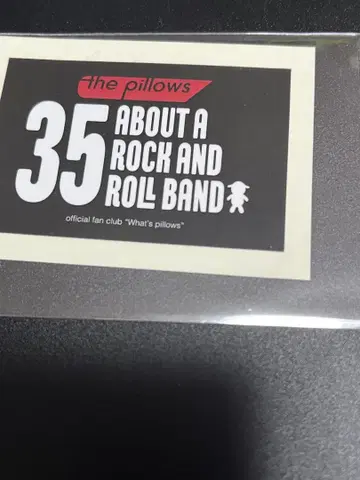 the pillows
35 ABOUT A
ROCK AND
ROLL BAND
official fan club "What's pillows"